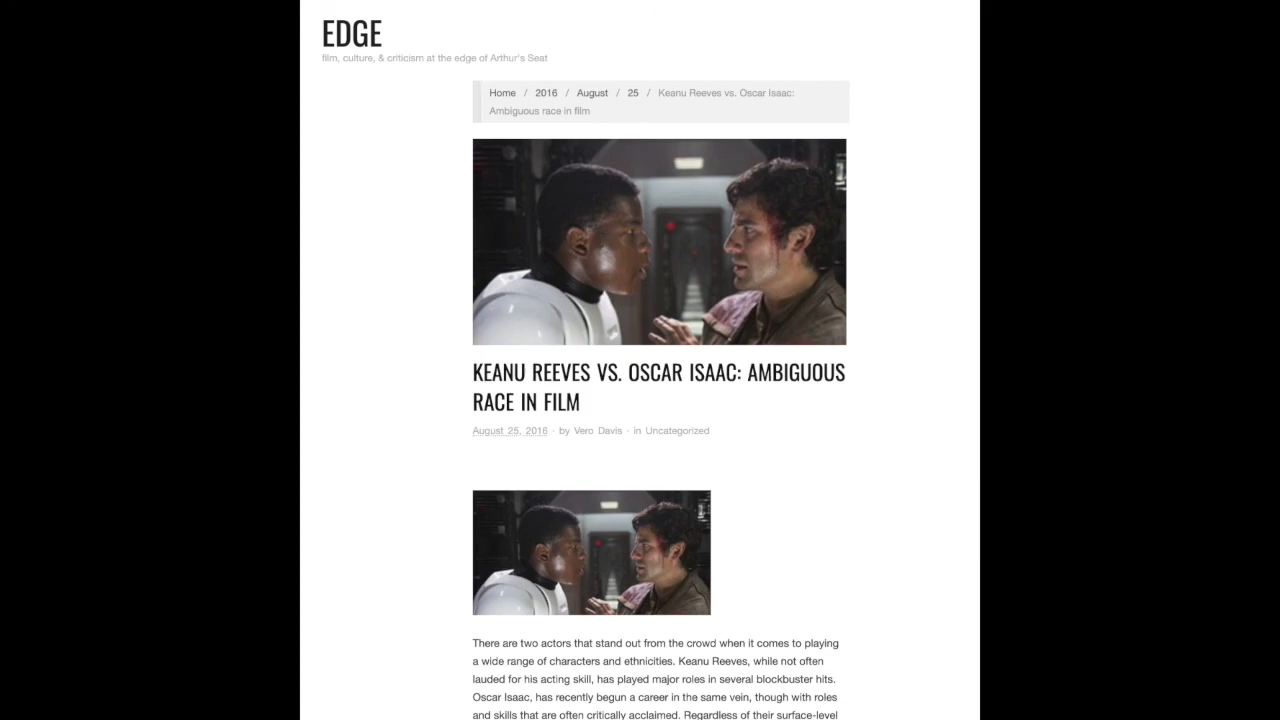 EDGE
film, culture, & criticism at the edge of Arthur's Seat
Home / 2016 / August / 25 / Keanu Reeves vs. Oscar Isaac:
Ambiguous race in film
KEANU REEVES VS. OSCAR ISAAC: AMBIGUOUS
RACE IN FILM
August 25, 2016 · by Vero Davis · in Uncategorized
There are two actors that stand out from the crowd when it comes to playing
a wide range of characters and ethnicities. Keanu Reeves, while not often
lauded for his acting skill, has played major roles in several blockbuster hits.
Oscar Isaac, has recently begun a career in the same vein, though with roles
and skills that are often critically acclaimed. Regardless of their surface-level